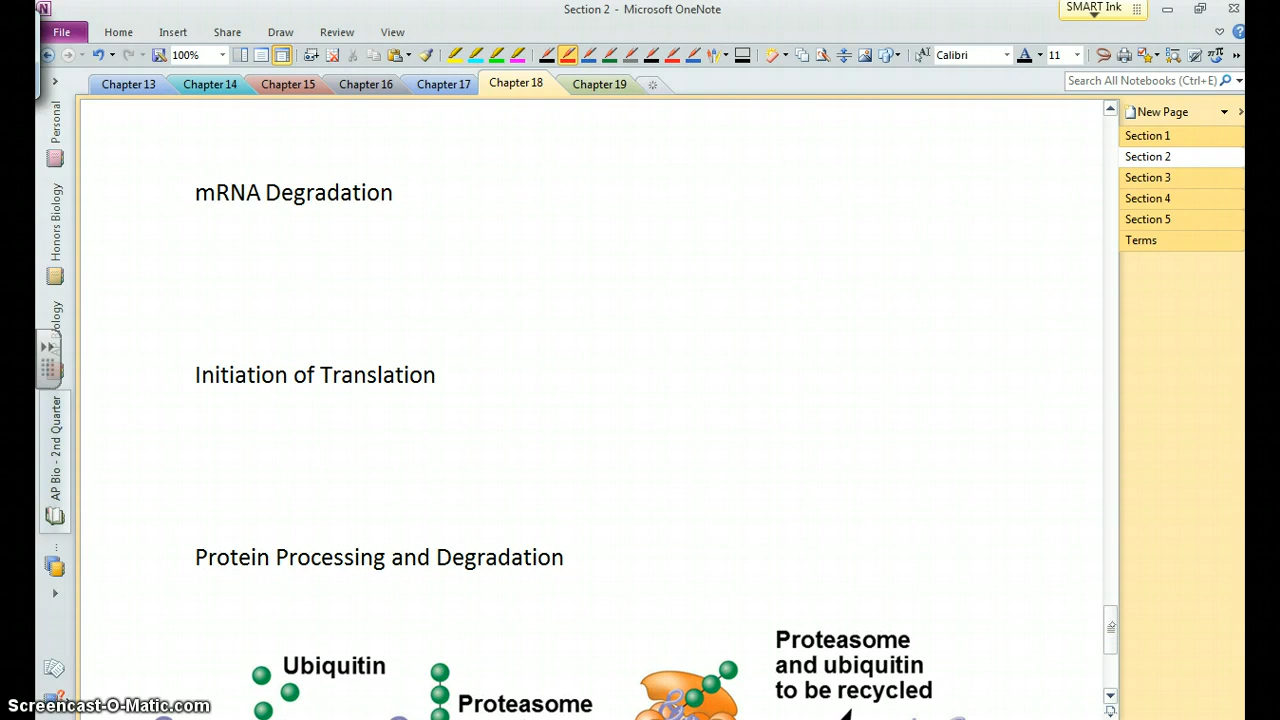 Section 2 - Microsoft OneNote
SMART Ink
File Home Insert Share Draw Review View
100% Calibri 11
Chapter 13 Chapter 14 Chapter 15 Chapter 16 Chapter 17 Chapter 18 Chapter 19
Search All Notebooks (Ctrl+E)
New Page
Section 1
Section 2
Section 3
Section 4
Section 5
Terms
Personal
Honors Biology
AP Bio - 2nd Quarter
mRNA Degradation
Initiation of Translation
Protein Processing and Degradation
Ubiquitin
Proteasome
Proteasome
and ubiquitin
to be recycled
Screencast-O-Matic.com